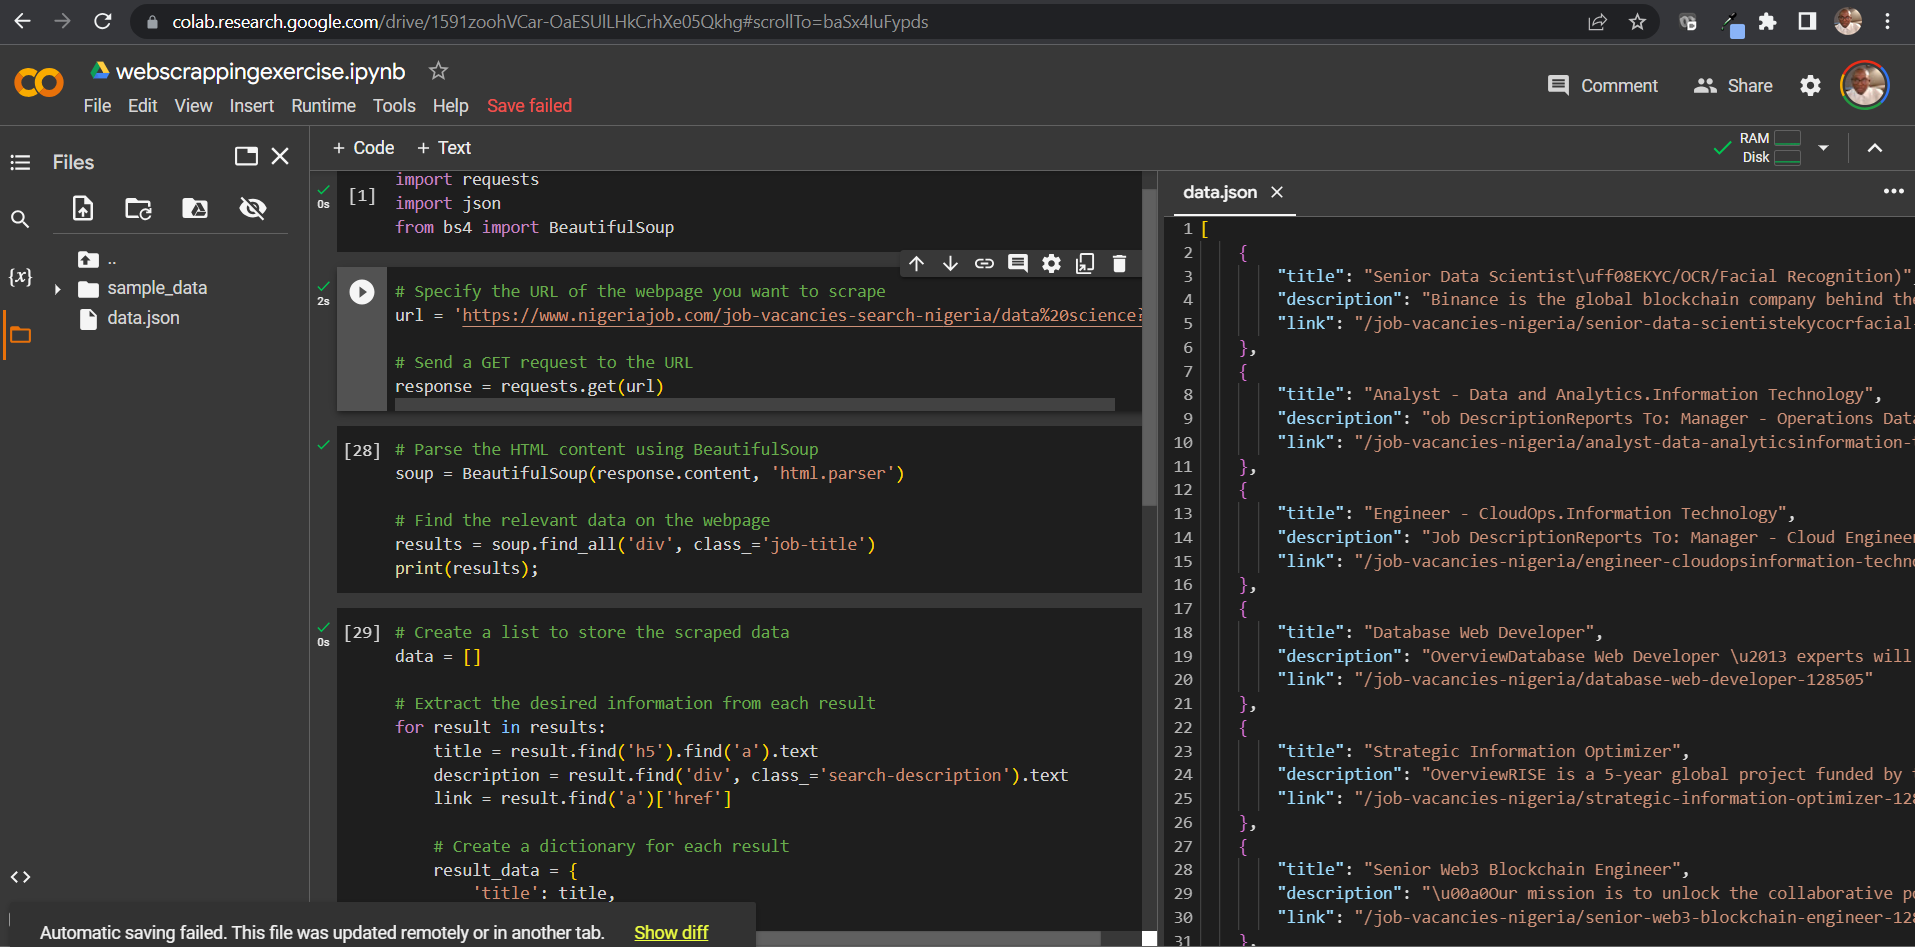 colab.research.google.com/drive/1591zoohVCar-OaESUlLHkCrhXe05Qkhg#scrollTo=baSx4IuFypds
webscrappingexercise.ipynb
File Edit View Insert Runtime Tools Help Save failed
Comment
Share
Files
+ Code + Text
RAM
Disk
..
sample_data
data.json
{x}
0s
[1]
import requests
import json
from bs4 import BeautifulSoup
2s
# Specify the URL of the webpage you want to scrape
url = 'https://www.nigeriajob.com/job-vacancies-search-nigeria/data%20science?
# Send a GET request to the URL
response = requests.get(url)
[28]
# Parse the HTML content using BeautifulSoup
soup = BeautifulSoup(response.content, 'html.parser')
# Find the relevant data on the webpage
results = soup.find_all('div', class_='job-title')
print(results);
0s
[29]
# Create a list to store the scraped data
data = []
# Extract the desired information from each result
for result in results:
title = result.find('h5').find('a').text
description = result.find('div', class_='search-description').text
link = result.find('a')['href']
# Create a dictionary for each result
result_data = {
'title': title,
Automatic saving failed. This file was updated remotely or in another tab. Show diff
data.json
1 [
2 {
3 "title": "Senior Data Scientist\uff08EKYC/OCR/Facial Recognition)"
4 "description": "Binance is the global blockchain company behind the
5 "link": "/job-vacancies-nigeria/senior-data-scientistekycocrfacial-
6 },
7 {
8 "title": "Analyst - Data and Analytics.Information Technology",
9 "description": "ob DescriptionReports To: Manager - Operations Data
10 "link": "/job-vacancies-nigeria/analyst-data-analyticsinformation-
11 },
12 {
13 "title": "Engineer - CloudOps.Information Technology",
14 "description": "Job DescriptionReports To: Manager - Cloud Engineer
15 "link": "/job-vacancies-nigeria/engineer-cloudopsinformation-techno
16 },
17 {
18 "title": "Database Web Developer",
19 "description": "OverviewDatabase Web Developer \u2013 experts will
20 "link": "/job-vacancies-nigeria/database-web-developer-128505"
21 },
22 {
23 "title": "Strategic Information Optimizer",
24 "description": "OverviewRISE is a 5-year global project funded by
25 "link": "/job-vacancies-nigeria/strategic-information-optimizer-128
26 },
27 {
28 "title": "Senior Web3 Blockchain Engineer",
29 "description": "\u00a0Our mission is to unlock the collaborative po
30 "link": "/job-vacancies-nigeria/senior-web3-blockchain-engineer-128
31 },